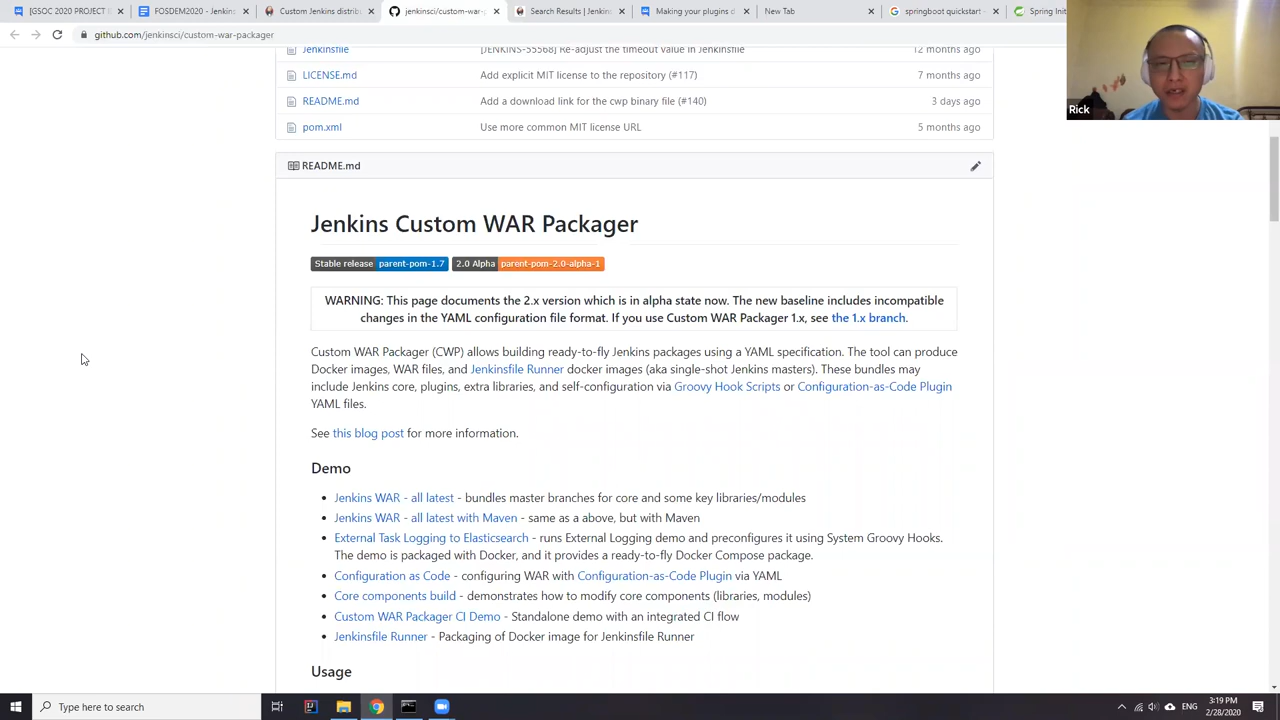 [GSOC 2020 PROJECT I
FOSDEM2020 - Jenkin
Custom Jenkins distrib
jenkinsci/custom-war-p
Search Results | Jenkin
Making your plugins d
New Tab
springboot quickstart -
Spring Init
github.com/jenkinsci/custom-war-package
Jenkinsfile
[JENKINS-55568] Re-adjust the timeout value in Jenkinsfile
12 months ago
LICENSE.md
Add explicit MIT license to the repository (#117)
7 months ago
README.md
Add a download link for the cwp binary file (#140)
3 days ago
pom.xml
Use more common MIT license URL
5 months ago
Rick
README.md
Jenkins Custom WAR Packager
Stable release parent-pom-1.7 2.0 Alpha parent-pom-2.0-alpha-1
WARNING: This page documents the 2.x version which is in alpha state now. The new baseline includes incompatible
changes in the YAML configuration file format. If you use Custom WAR Packager 1.x, see the 1.x branch.
Custom WAR Packager (CWP) allows building ready-to-fly Jenkins packages using a YAML specification. The tool can produce
Docker images, WAR files, and Jenkinsfile Runner docker images (aka single-shot Jenkins masters). These bundles may
include Jenkins core, plugins, extra libraries, and self-configuration via Groovy Hook Scripts or Configuration-as-Code Plugin
YAML files.
See this blog post for more information.
Demo
• Jenkins WAR - all latest - bundles master branches for core and some key libraries/modules
• Jenkins WAR - all latest with Maven - same as a above, but with Maven
• External Task Logging to Elasticsearch - runs External Logging demo and preconfigures it using System Groovy Hooks.
The demo is packaged with Docker, and it provides a ready-to-fly Docker Compose package.
• Configuration as Code - configuring WAR with Configuration-as-Code Plugin via YAML
• Core components build - demonstrates how to modify core components (libraries, modules)
• Custom WAR Packager CI Demo - Standalone demo with an integrated CI flow
• Jenkinsfile Runner - Packaging of Docker image for Jenkinsfile Runner
Usage
Type here to search
ENG
3:19 PM
2/28/2020